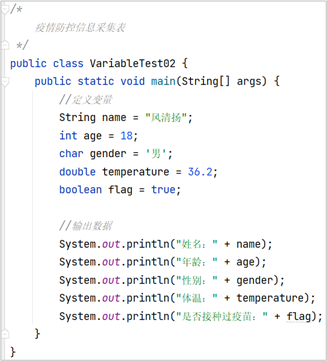 /*
    疫情防控信息采集表
 */
public class VariableTest02 {
    public static void main(String[] args) {
        //定义变量
        String name = "风清扬";
        int age = 18;
        char gender = '男';
        double temperature = 36.2;
        boolean flag = true;

        //输出数据
        System.out.println("姓名：" + name);
        System.out.println("年龄：" + age);
        System.out.println("性别：" + gender);
        System.out.println("体温：" + temperature);
        System.out.println("是否接种过疫苗：" + flag);
    }
}